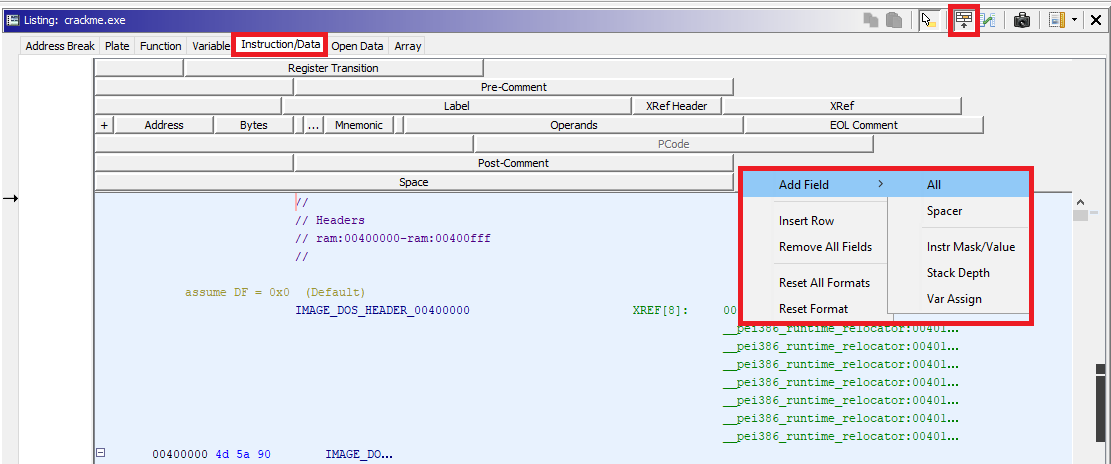 Listing: crackme.exe
Address Break Plate Function Variable Instruction/Data Open Data Array
Register Transition
Pre-Comment
Label XRef Header XRef
+ Address Bytes ... Mnemonic Operands EOL Comment
PCode
Post-Comment
Space
Add Field > All
Spacer
Insert Row
Remove All Fields Instr Mask/Value
Stack Depth
Reset All Formats
Var Assign
Reset Format
//
// Headers
// ram:00400000-ram:00400fff
//
assume DF = 0x0 (Default)
IMAGE_DOS_HEADER_00400000 XREF[8]: 00
__pei386_runtime_relocator:00401...
__pei386_runtime_relocator:00401...
__pei386_runtime_relocator:00401...
__pei386_runtime_relocator:00401...
__pei386_runtime_relocator:00401...
__pei386_runtime_relocator:00401...
__pei386_runtime_relocator:00401...
00400000 4d 5a 90 IMAGE_DO...